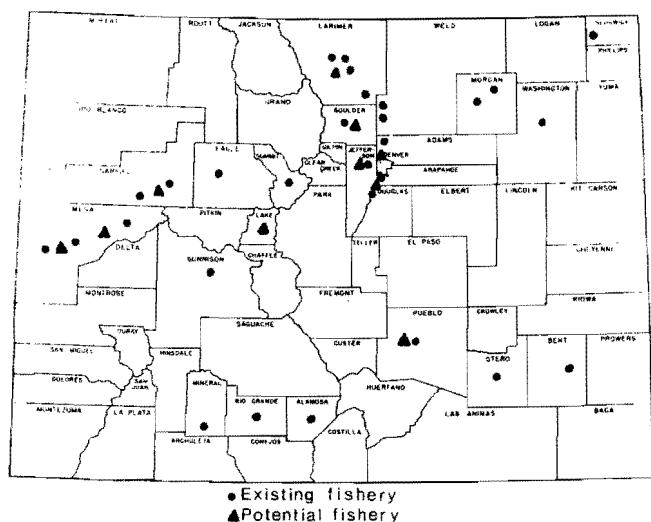 MOFFAT
ROUTT
JACKSON
LARIMER
WELD
LOGAN
SEDGWICK
PHELPS
MORGAN
WASHINGTON
YUMA
RIO BLANCO
GRAND
BOULDER
GILPIN
JEFFER-
SON
DENVER
ADAMS
ARAPAHOE
EAGLE
SUMMIT
CLEAR
CREEK
GARFIELD
PARK
DOUGLAS
ELBERT
LINCOLN
KIT CARSON
MESA
PITKIN
LAKE
DELTA
GUNNISON
CHAFFEE
TELLER
EL PASO
CHEYENNE
MONTROSE
FREMONT
KIOWA
OURAY
SAGUACHE
CUSTER
PUEBLO
CROWLEY
SAN MIGUEL
HINSDALE
OTERO
BENT
PROWERS
DOLORES
SAN
JUAN
MINERAL
RIO GRANDE
ALAMOSA
HUERFANO
MONTEZUMA
LA PLATA
LAS ANIMAS
BACA
ARCHULETA
CONEJOS
COSTILLA
Existing fishery
Potential fishery